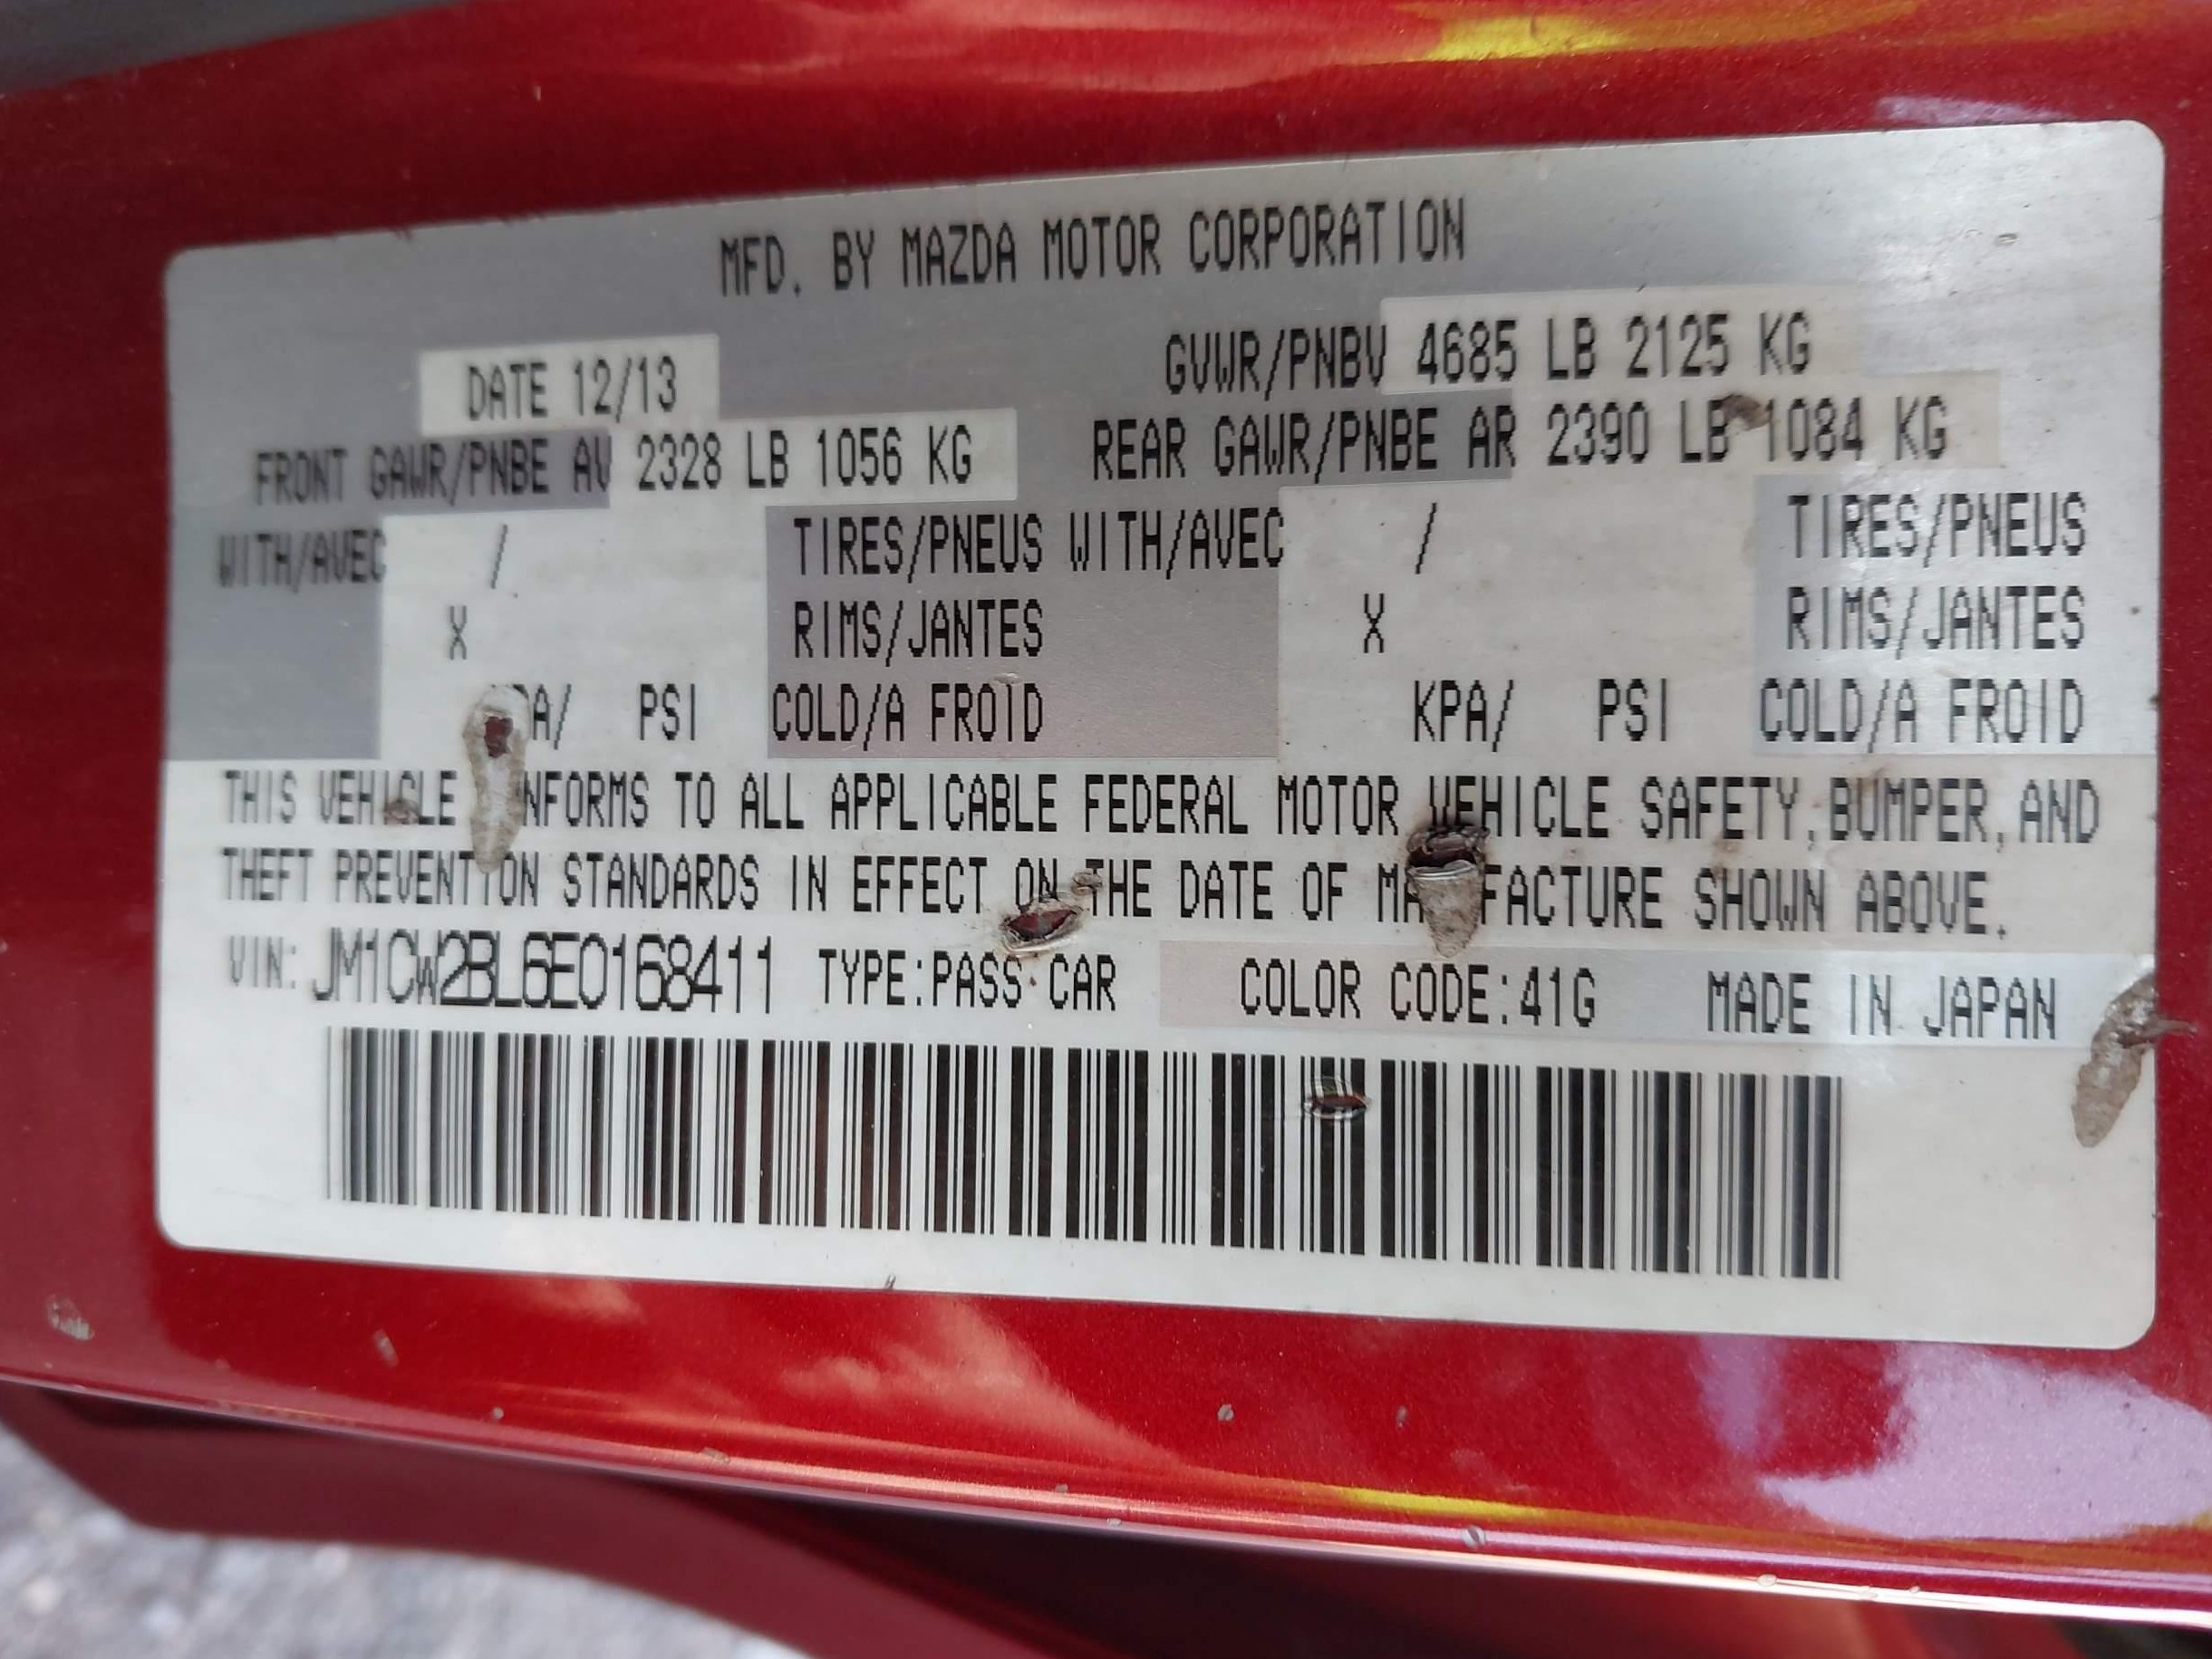 MFD. BY MAZDA MOTOR CORPORATION
DATE 12/13 GVWR/PNBV 4685 LB 2125 KG
FRONT GAWR/PNBE AV 2328 LB 1056 KG REAR GAWR/PNBE AR 2390 LB 1084 KG
WITH/AVEC / TIRES/PNEUS WITH/AVEC / TIRES/PNEUS
X RIMS/JANTES X RIMS/JANTES
PA/ PSI COLD/A FROID KPA/ PSI COLD/A FROID
THIS VEHICLE NFORMS TO ALL APPLICABLE FEDERAL MOTOR VEHICLE SAFETY, BUMPER, AND
THEFT PREVENTION STANDARDS IN EFFECT ON THE DATE OF MA FACTURE SHOWN ABOVE.
VIN: JM1CW2BL6E0168411 TYPE:PASS CAR COLOR CODE:41G MADE IN JAPAN